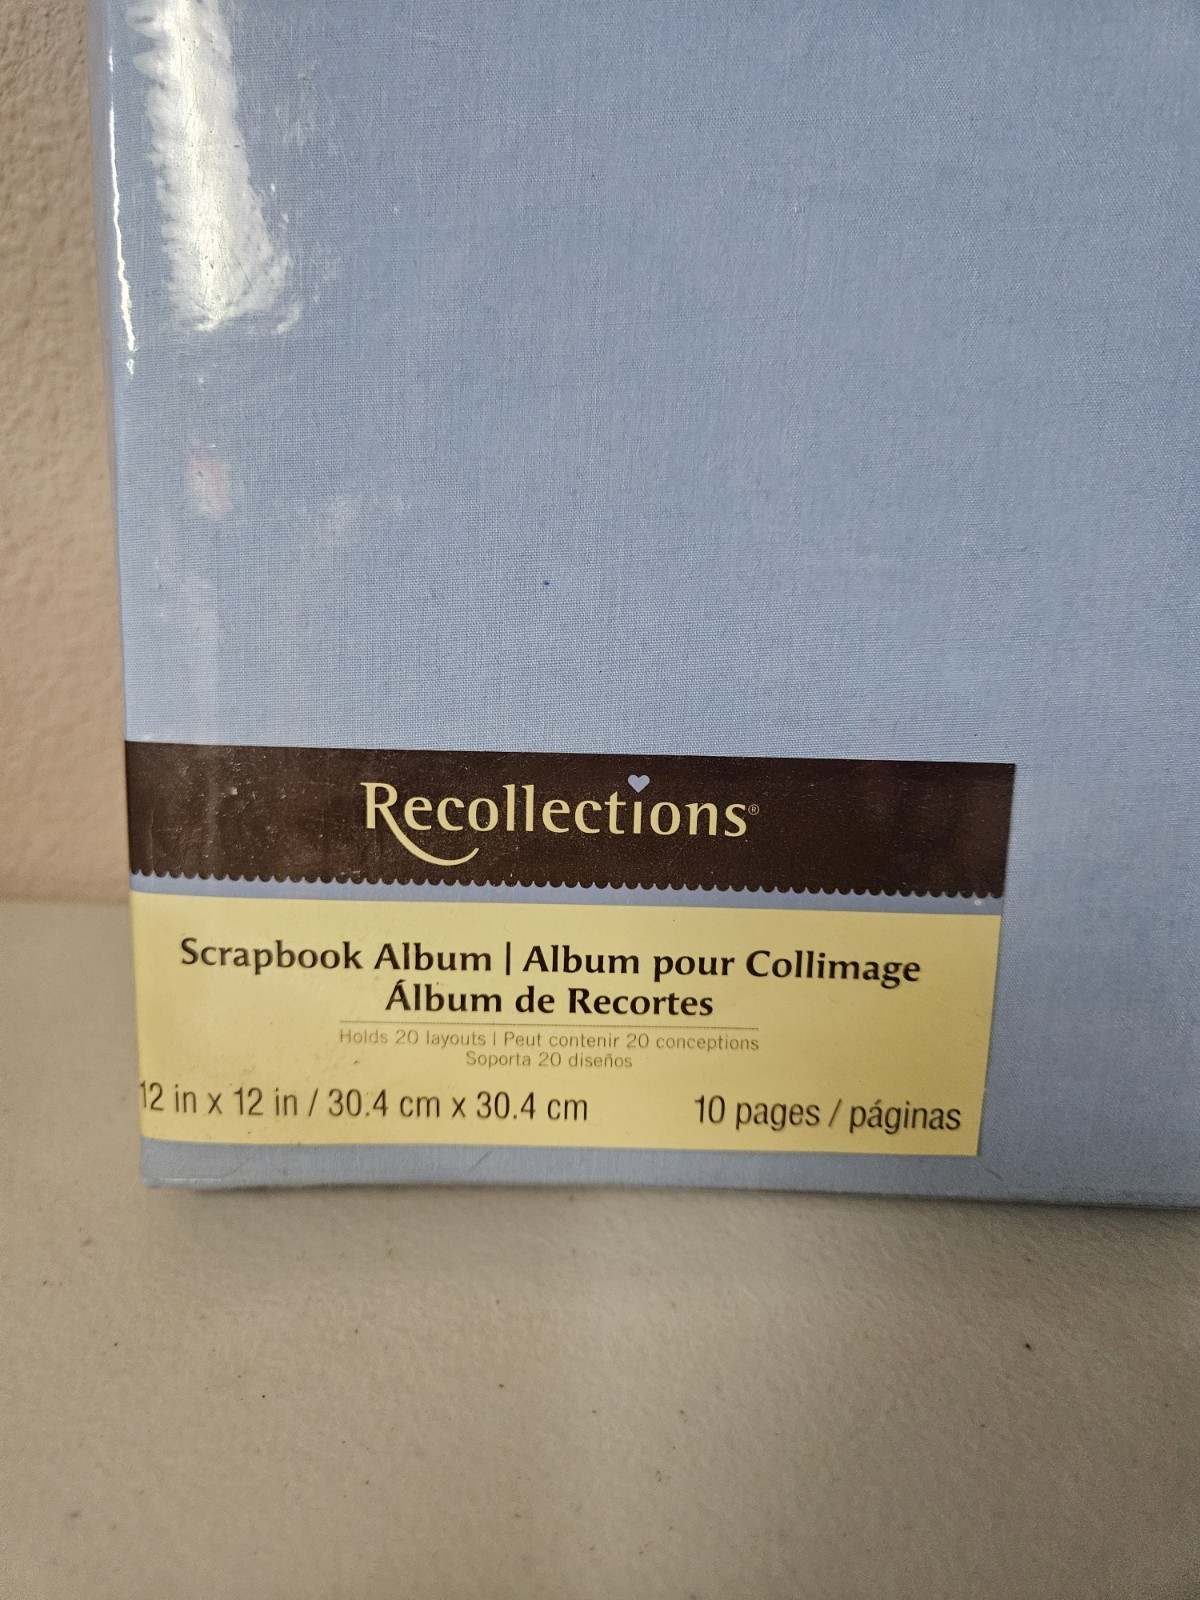 Recollections®
Scrapbook Album | Album pour Collimage
Álbum de Recortes
Holds 20 layouts | Peut contenir 20 conceptions
Soporta 20 diseños
12 in x 12 in / 30.4 cm x 30.4 cm 10 pages / páginas